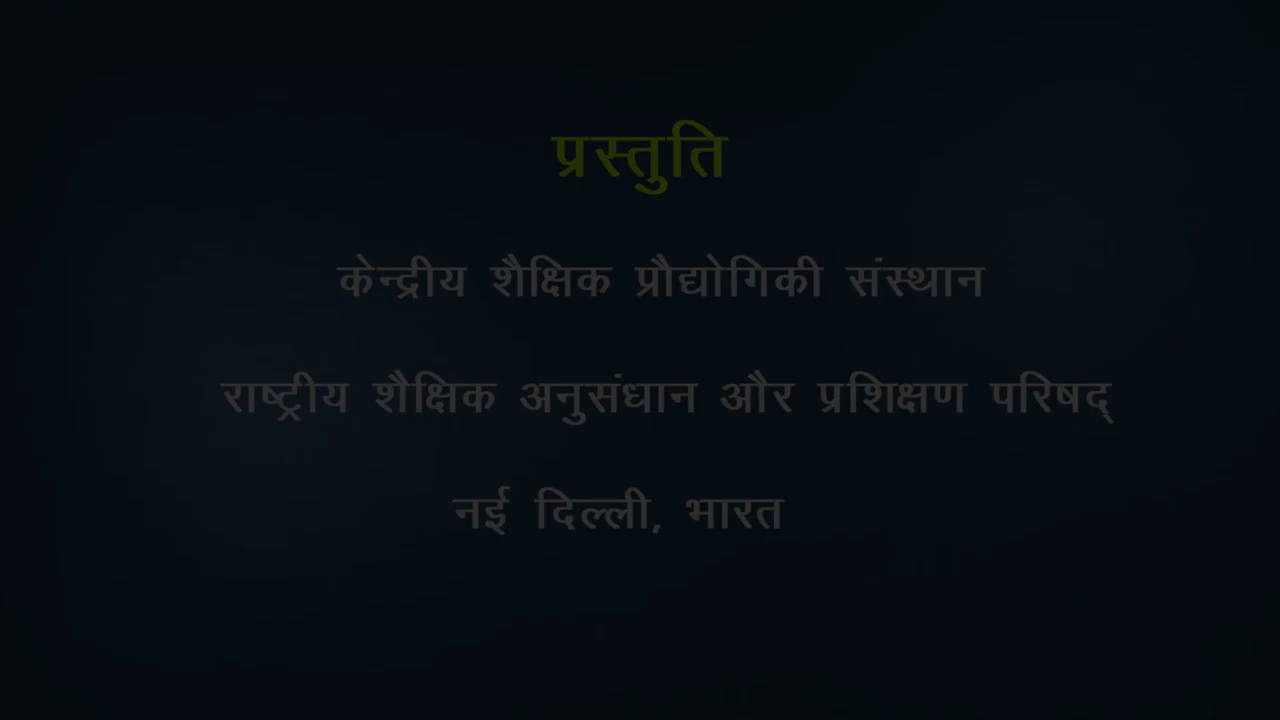 प्रस्तुति
केन्द्रीय शैक्षिक प्रौद्योगिकी संस्थान
राष्ट्रीय शैक्षिक अनुसंधान और प्रशिक्षण परिषद्
नई दिल्ली, भारत